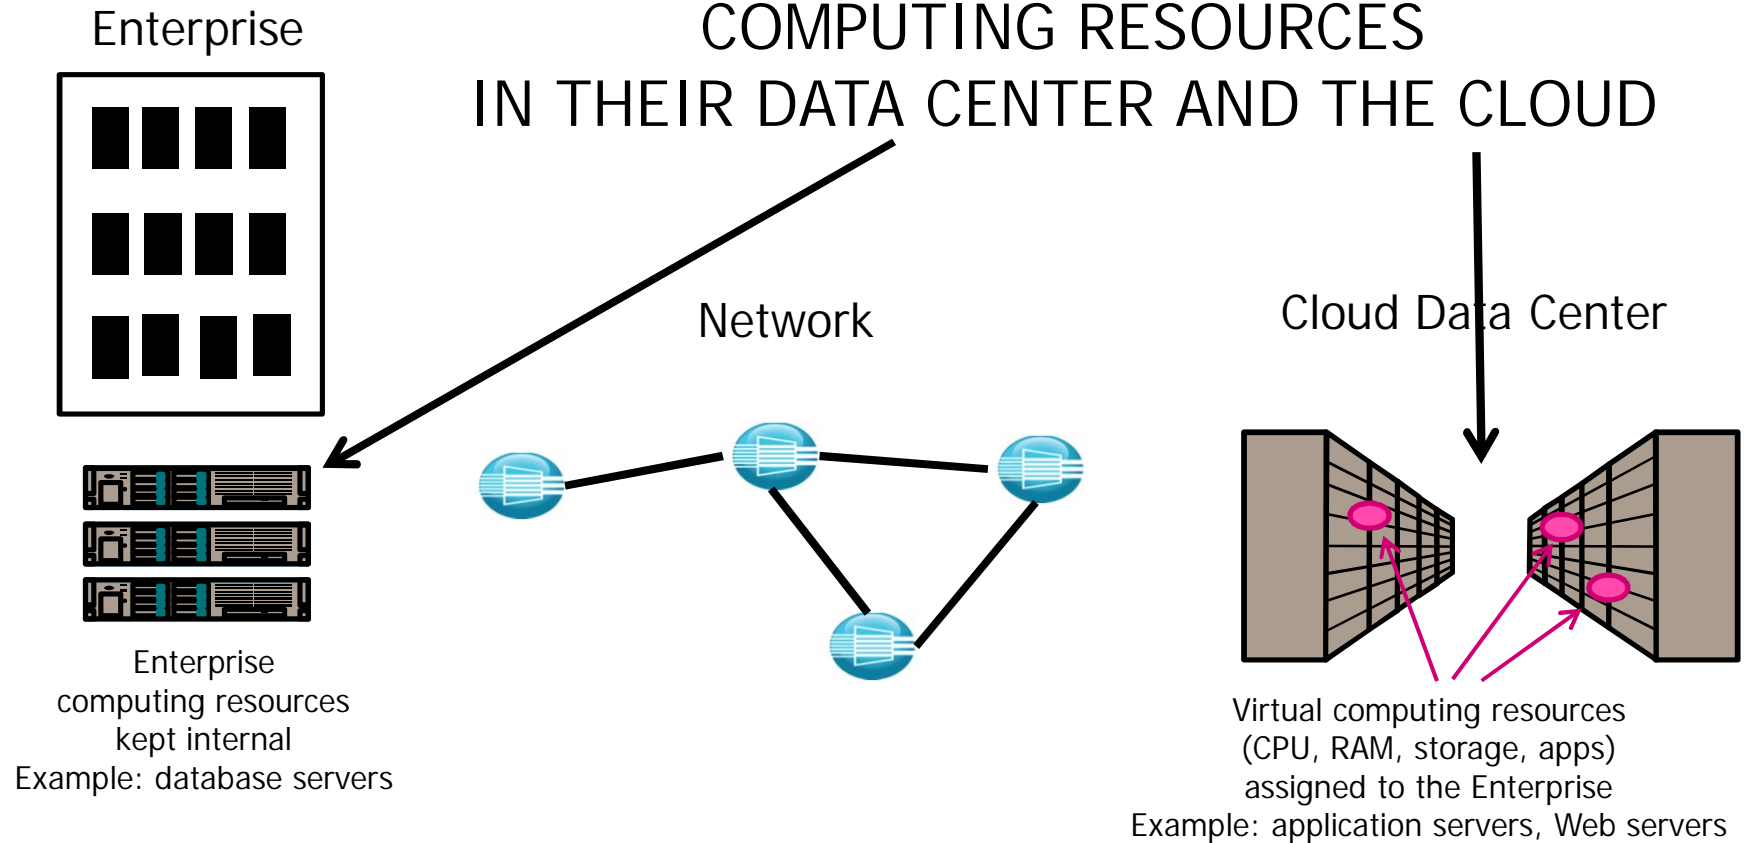 Enterprise
COMPUTING RESOURCES
IN THEIR DATA CENTER AND THE CLOUD
Network
Cloud Data Center
Enterprise
computing resources
kept internal
Example: database servers
Virtual computing resources
(CPU, RAM, storage, apps)
assigned to the Enterprise
Example: application servers, Web servers